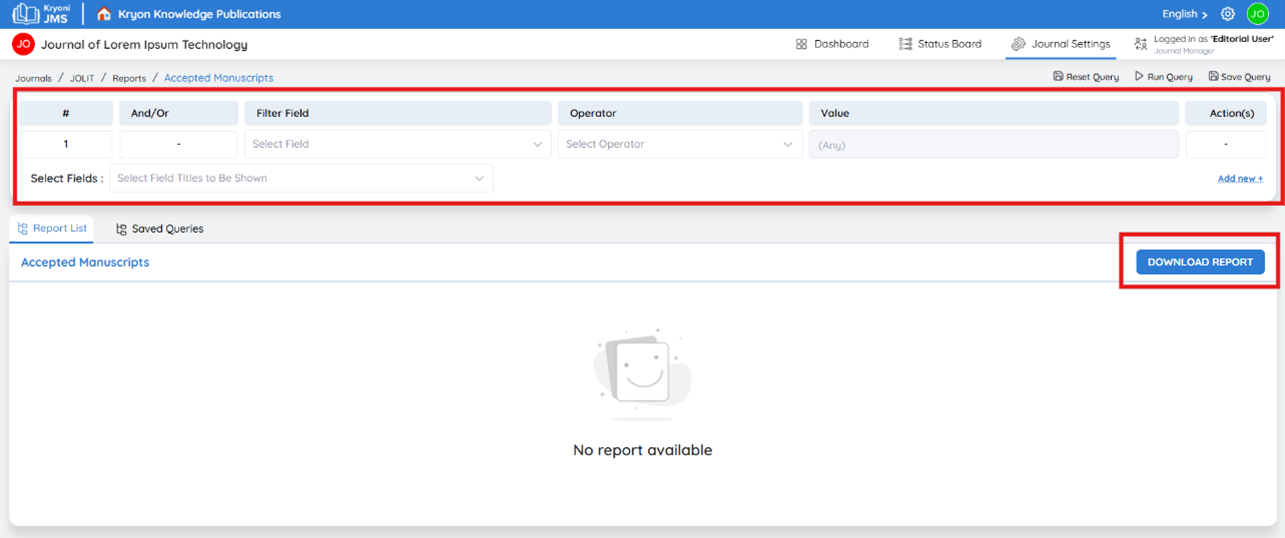 Kryoni JMS Kryon Knowledge Publications English JO
JO Journal of Lorem Ipsum Technology Dashboard Status Board Journal Settings Logged in as 'Editorial User'
Journal Manager
Journals / JOLIT / Reports / Accepted Manuscripts Reset Query Run Query Save Query
# And/Or Filter Field Operator Value Action(s)
1 - Select Field Select Operator (Any) -
Select Fields : Select Field Titles to Be Shown Add new +
Report List Saved Queries
Accepted Manuscripts DOWNLOAD REPORT
No report available